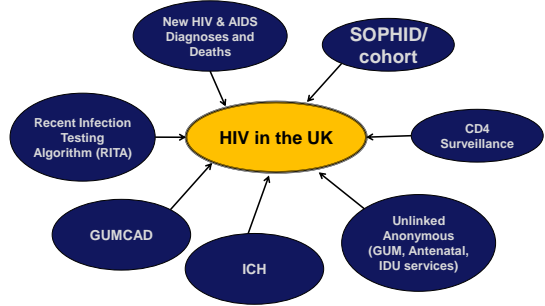 New HIV & AIDS
Diagnoses and
Deaths
SOPHID/
cohort
Recent Infection
Testing
Algorithm (RITA)
HIV in the UK
CD4
Surveillance
GUMCAD
ICH
Unlinked
Anonymous
(GUM, Antenatal,
IDU services)